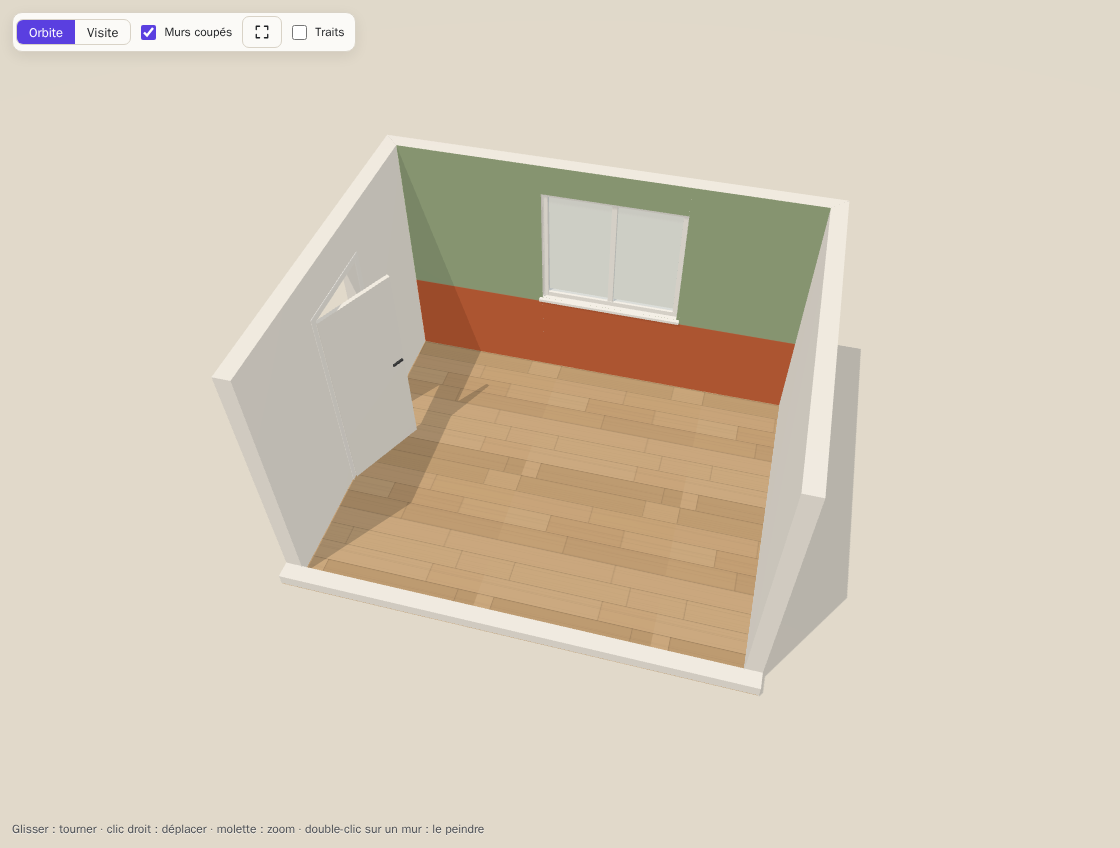 Orbite Visite Murs coupés Traits
Glisser : tourner · clic droit : déplacer · molette : zoom · double-clic sur un mur : le peindre